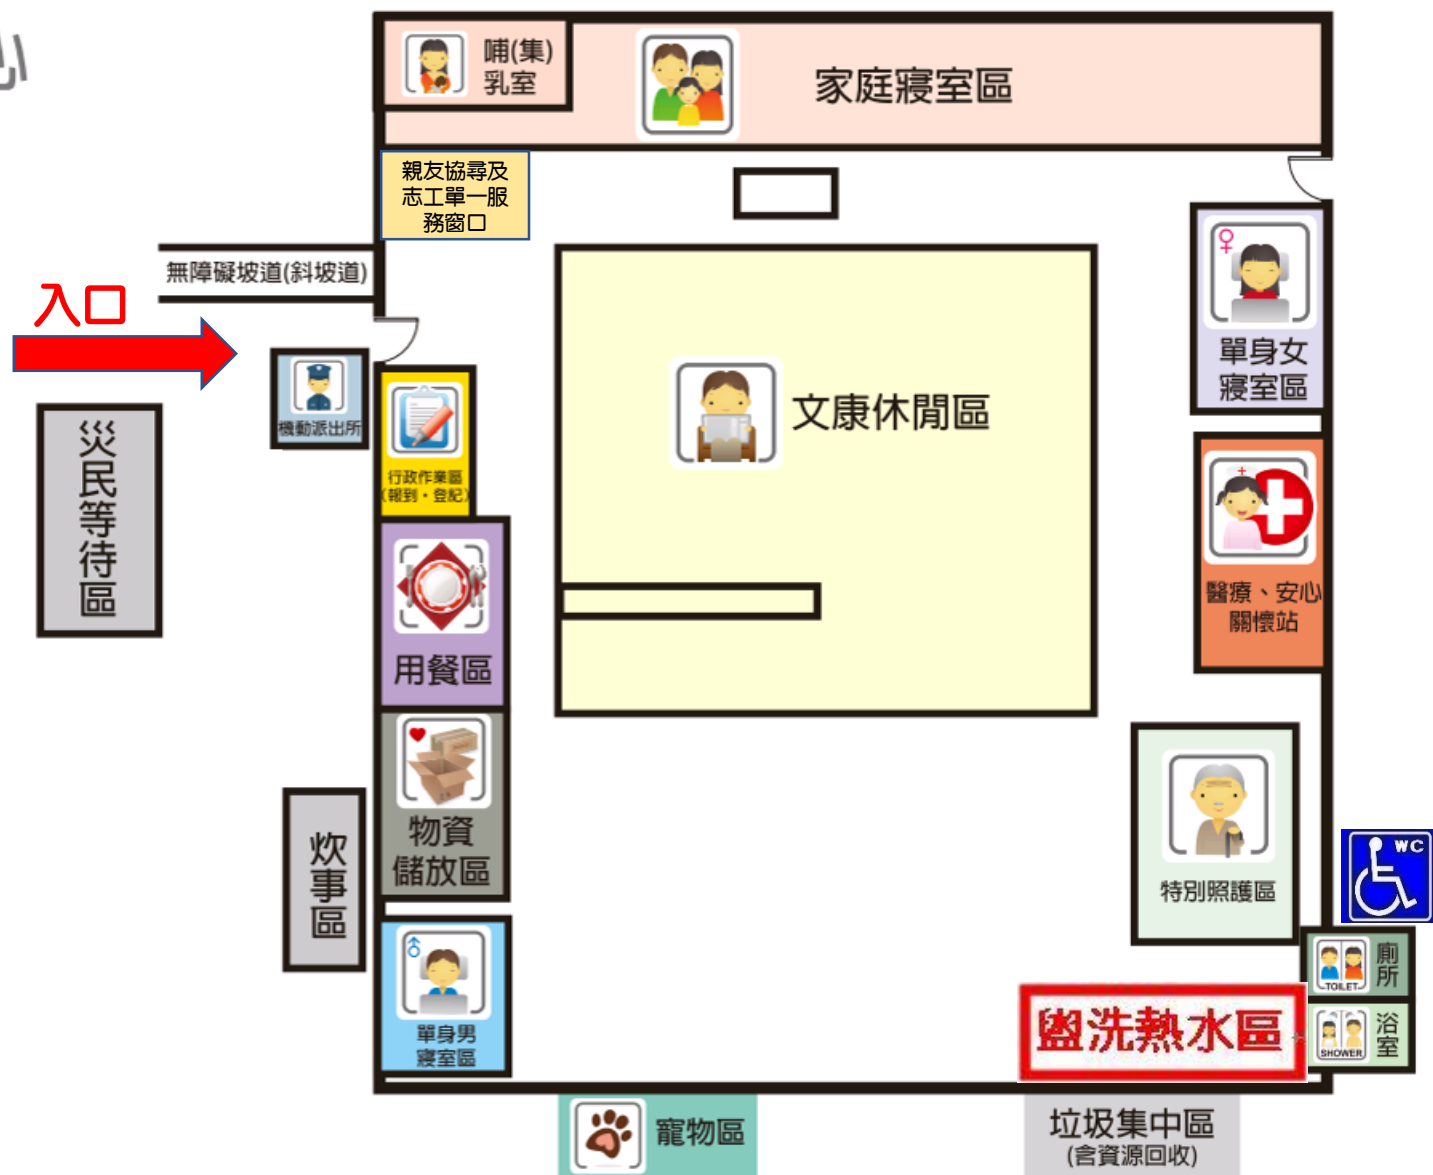 心
哺(集)
乳室
家庭寢室區
親友協尋及
志工單一服
務窗口
無障礙坡道(斜坡道)
入口
機動派出所
災民等待區
行政作業區
(報到・登記)
文康休閒區
單身女
寢室區
醫療、安心
關懷站
用餐區
物資
儲放區
炊事區
特別照護區
WC
單身男
寢室區
TOILET
廁所
盥洗熱水區
SHOWER
浴室
寵物區
垃圾集中區
(含資源回收)